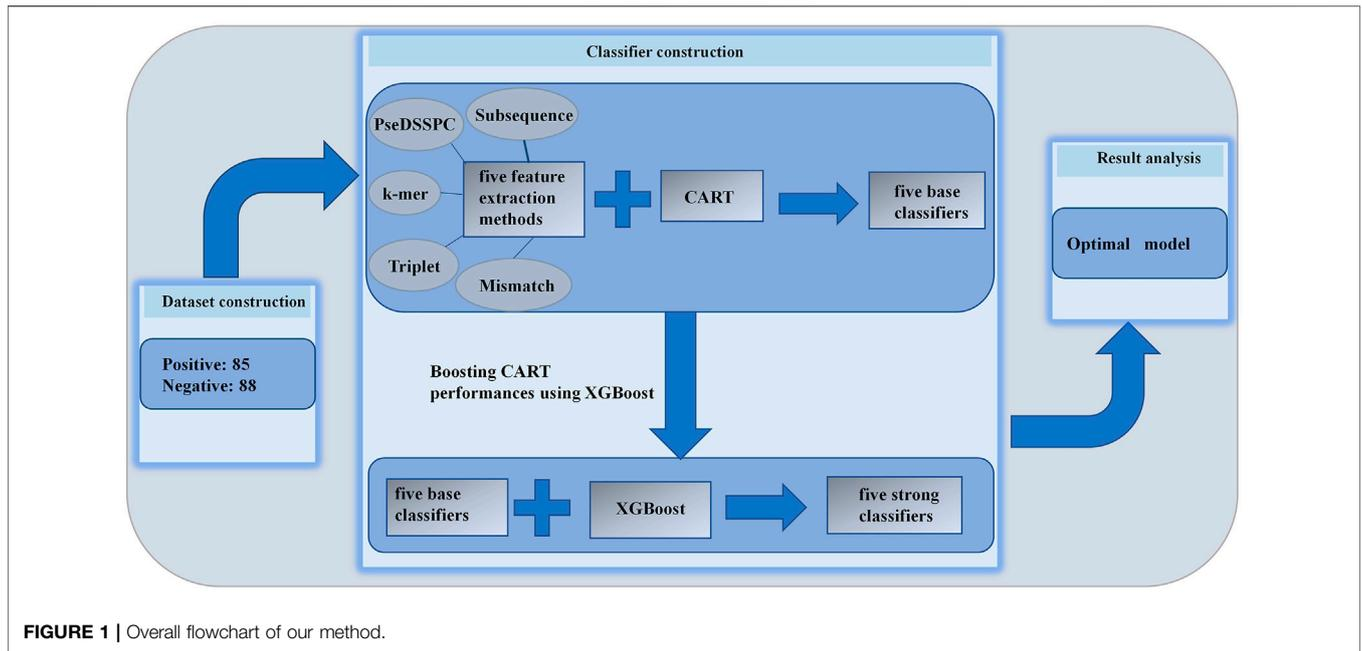 Classifier construction
PseDSSPC
Subsequence
k-mer
five feature
extraction
methods
CART
five base
classifiers
Triplet
Mismatch
Dataset construction
Positive: 85
Negative: 88
Boosting CART
performances using XGBoost
five base
classifiers
XGBoost
five strong
classifiers
Result analysis
Optimal model
FIGURE 1 | Overall flowchart of our method.